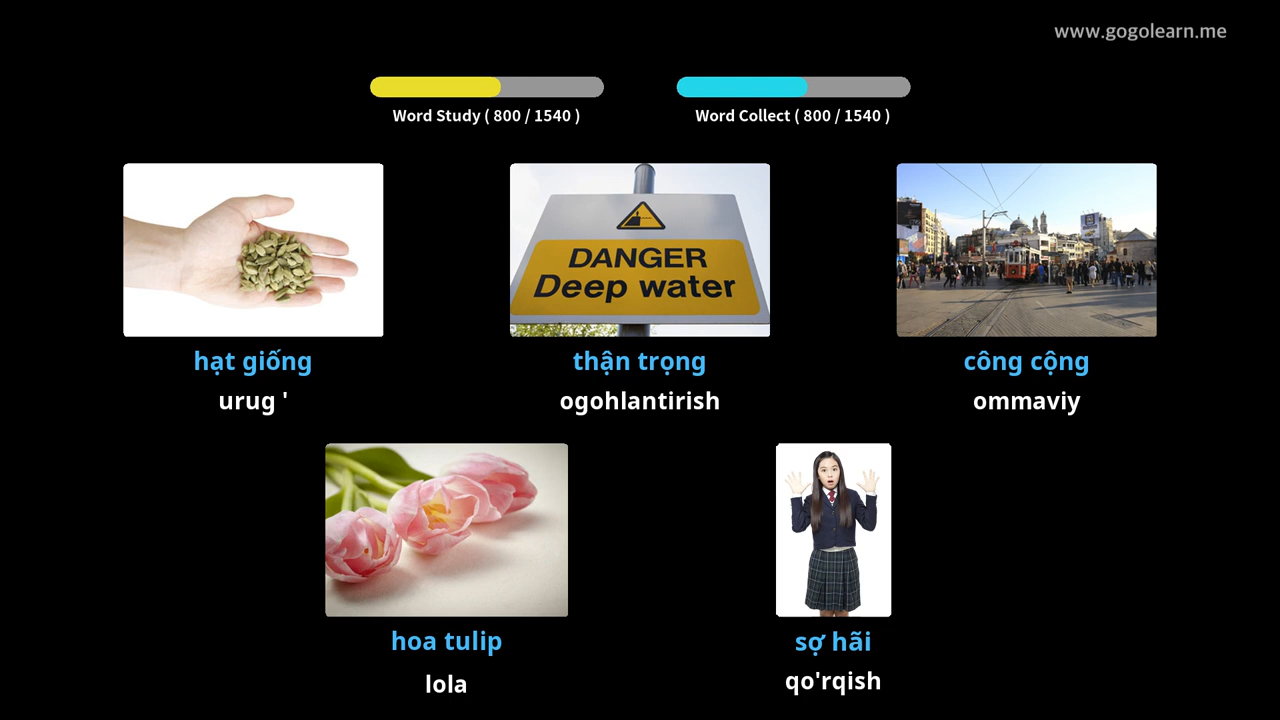 www.gogolearn.me
Word Study ( 800 / 1540 )
Word Collect ( 800 / 1540 )
DANGER
Deep water
hạt giống
thận trọng
công cộng
urug '
ogohlantirish
ommaviy
hoa tulip
sợ hãi
lola
qo'rqish